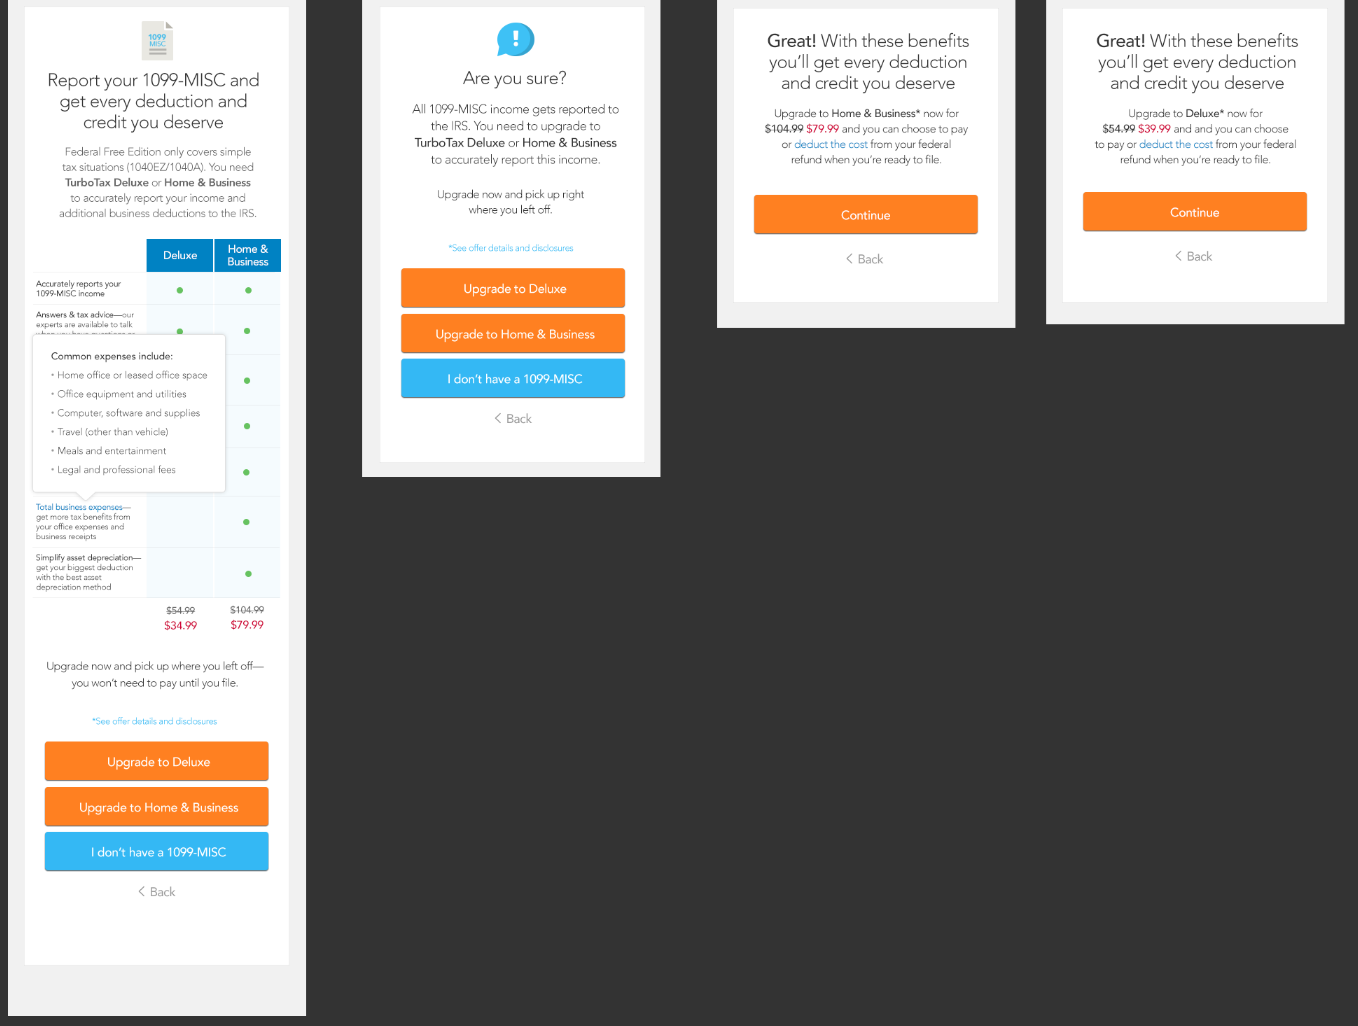 1099
MISC
Report your 1099-MISC and
get every deduction and
credit you deserve
Federal Free Edition only covers simple
tax situations (1040EZ/1040A). You need
TurboTax Deluxe or Home & Business
to accurately report your income and
additional business deductions to the IRS.
Deluxe
Home &
Business
Accurately reports your
1099-MISC income
Answers & tax advice—our
experts are available to talk
Common expenses include:
• Home office or leased office space
• Office equipment and utilities
• Computer, software and supplies
• Travel (other than vehicle)
• Meals and entertainment
• Legal and professional fees
Total business expenses—
get more tax benefits from
your office expenses and
business receipts
Simplify asset depreciation—
get your biggest deduction
with the best asset
depreciation method
$54.99 $104.99
$34.99 $79.99
Upgrade now and pick up where you left off—
you won't need to pay until you file.
*See offer details and disclosures
Upgrade to Deluxe
Upgrade to Home & Business
I don't have a 1099-MISC
< Back
!
Are you sure?
All 1099-MISC income gets reported to
the IRS. You need to upgrade to
TurboTax Deluxe or Home & Business
to accurately report this income.
Upgrade now and pick up right
where you left off.
*See offer details and disclosures
Upgrade to Deluxe
Upgrade to Home & Business
I don't have a 1099-MISC
< Back
Great! With these benefits
you'll get every deduction
and credit you deserve
Upgrade to Home & Business* now for
$104.99 $79.99 and you can choose to pay
or deduct the cost from your federal
refund when you're ready to file.
Continue
< Back
Great! With these benefits
you'll get every deduction
and credit you deserve
Upgrade to Deluxe* now for
$54.99 $39.99 and and you can choose
to pay or deduct the cost from your federal
refund when you're ready to file.
Continue
< Back